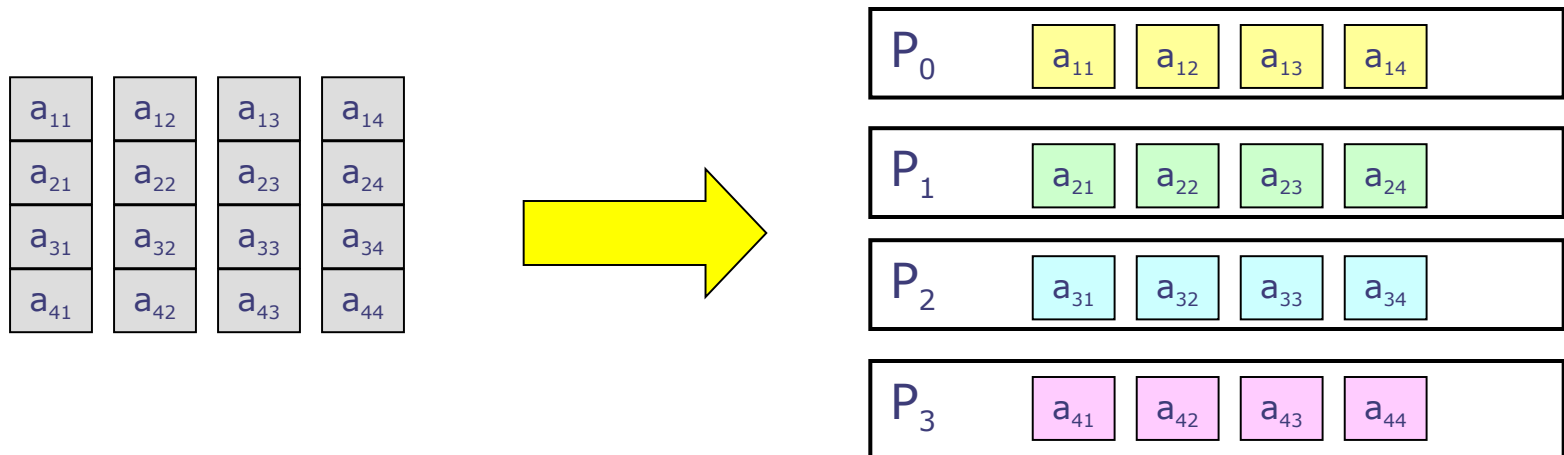 a11 a12 a13 a14
a21 a22 a23 a24
a31 a32 a33 a34
a41 a42 a43 a44
P0 a11 a12 a13 a14
P1 a21 a22 a23 a24
P2 a31 a32 a33 a34
P3 a41 a42 a43 a44